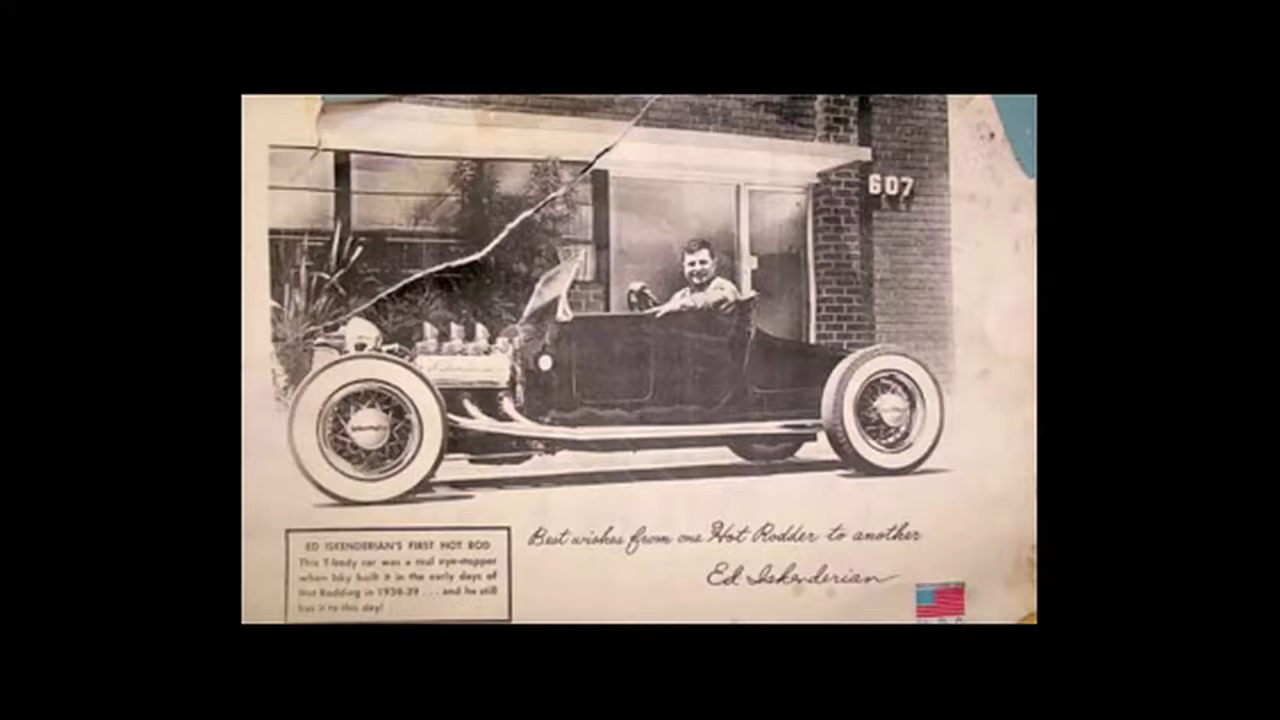 607
Iskenderian
ED ISKENDERIAN'S FIRST HOT ROD
This T-body car was a real eye-stopper
when Isky built it in the early days of
Hot Rodding in 1938-39 . . . and he still
has it to this day!
Best wishes from one Hot Rodder to another
Ed Iskenderian